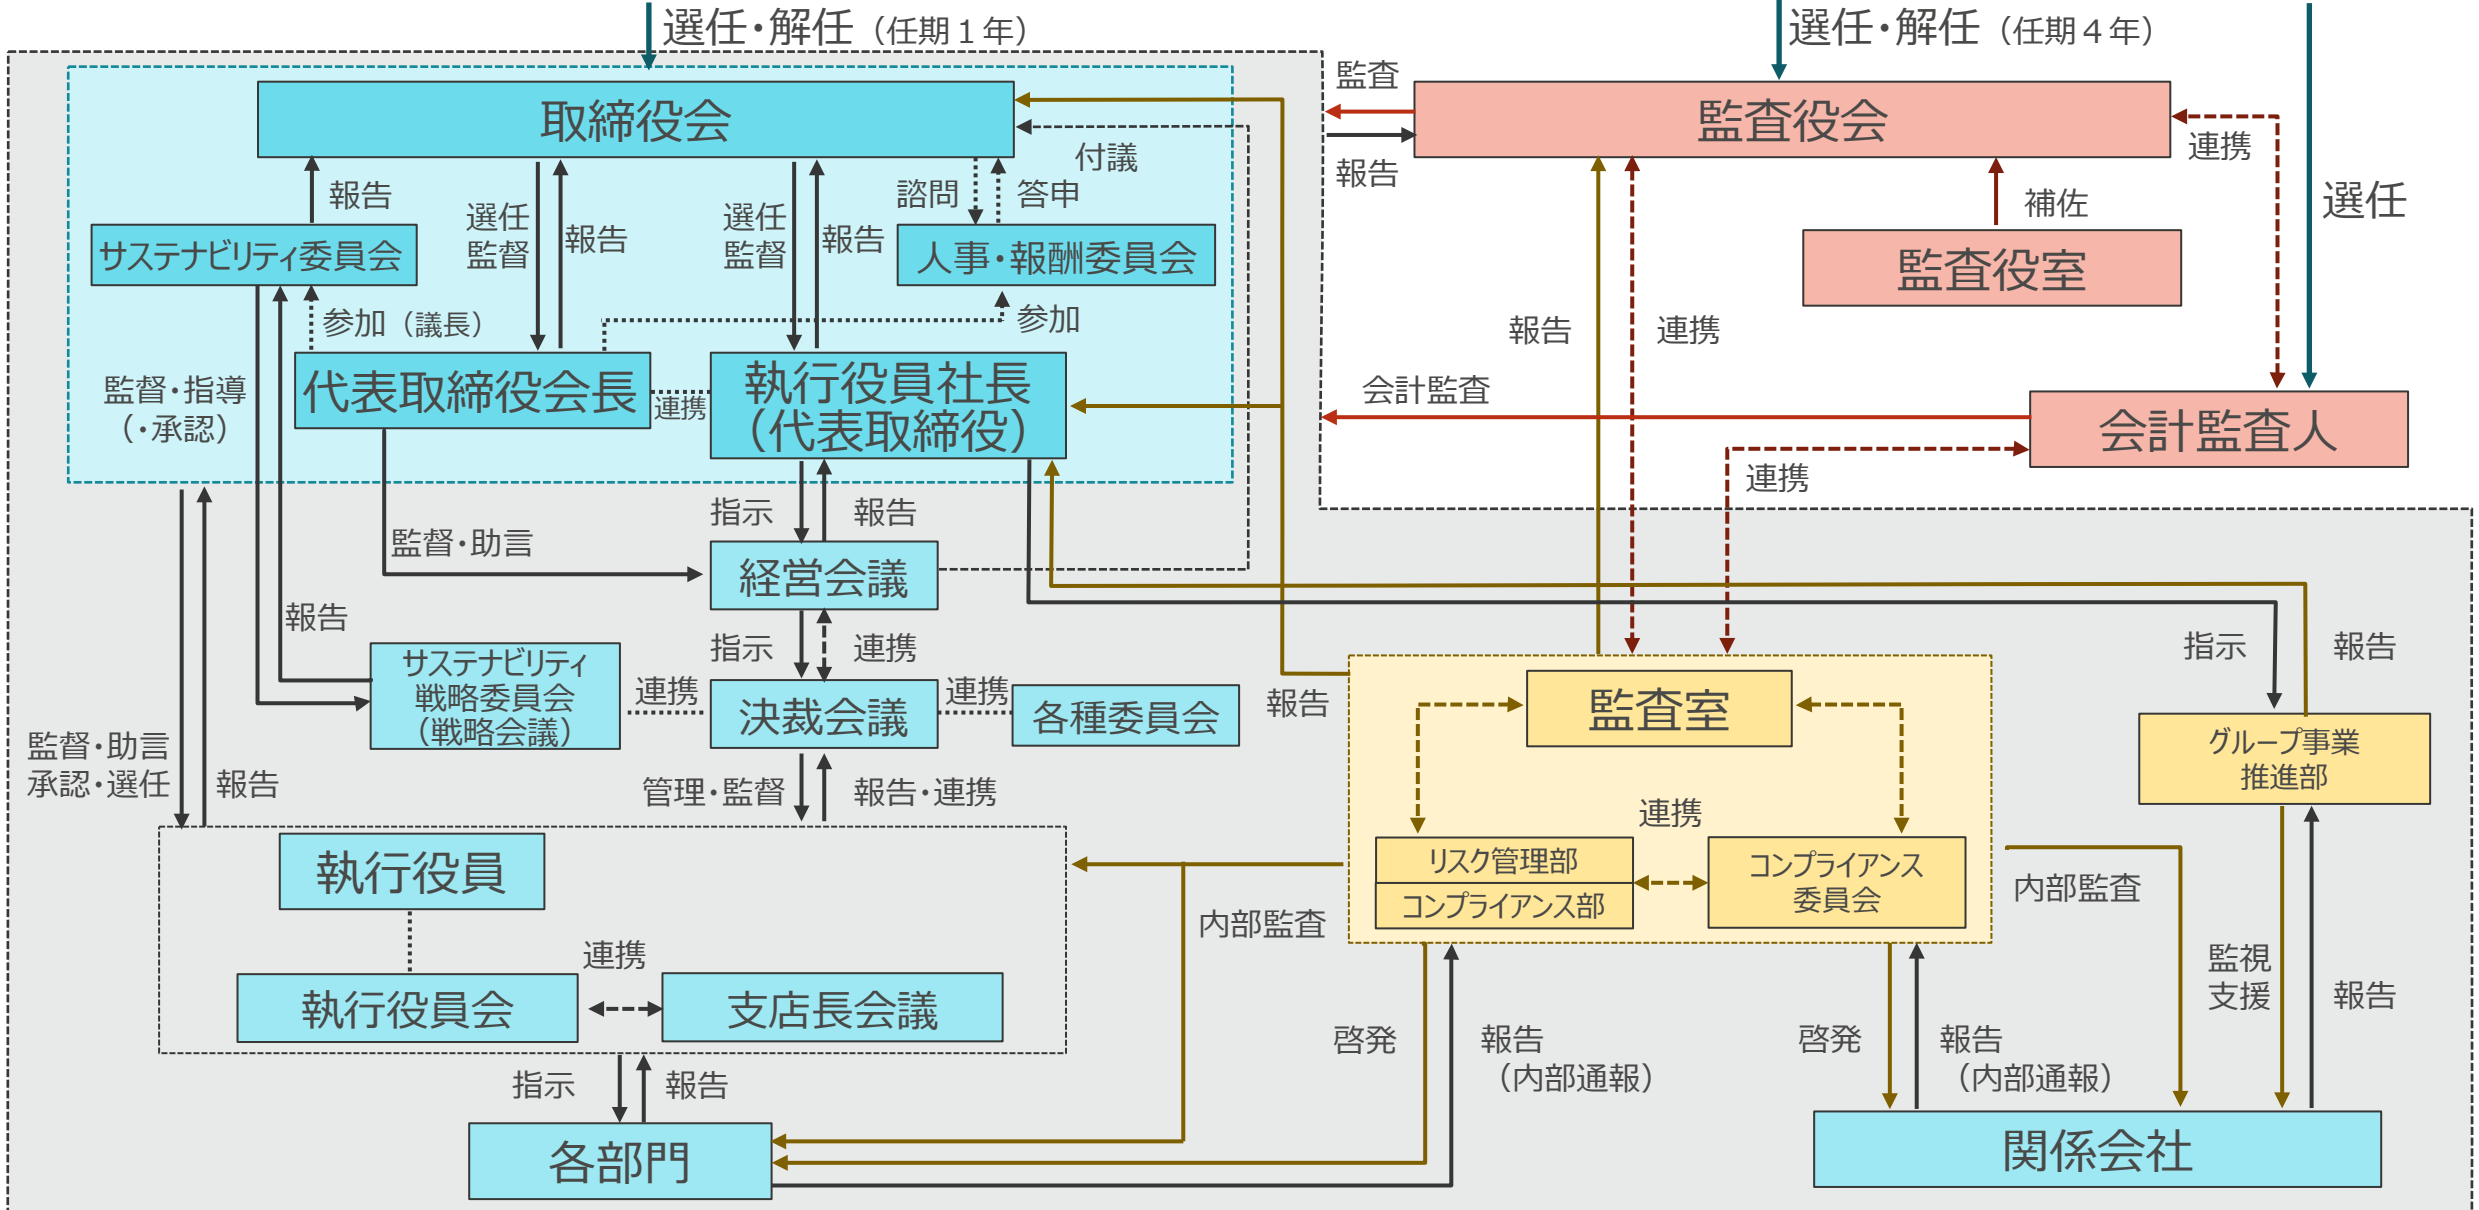 選任・解任（任期１年）
選任・解任（任期４年）
取締役会
監査
監査役会
報告
連携
付議
報告
選任
監督
報告
選任
監督
報告
諮問
答申
補佐
選任
サステナビリティ委員会
人事・報酬委員会
監査役室
参加（議長）
参加
報告
連携
代表取締役会長
連携
執行役員社長
（代表取締役）
監督・指導
（・承認）
会計監査
会計監査人
連携
指示
報告
監督・助言
経営会議
報告
指示
連携
指示
報告
サステナビリティ
戦略委員会
（戦略会議）
連携
決裁会議
連携
各種委員会
報告
監査室
グループ事業
推進部
監督・助言
承認・選任
報告
管理・監督
報告・連携
連携
執行役員
リスク管理部
コンプライアンス部
コンプライアンス
委員会
内部監査
内部監査
連携
執行役員会
支店長会議
監視
支援
報告
啓発
報告
（内部通報）
啓発
報告
（内部通報）
指示
報告
各部門
関係会社